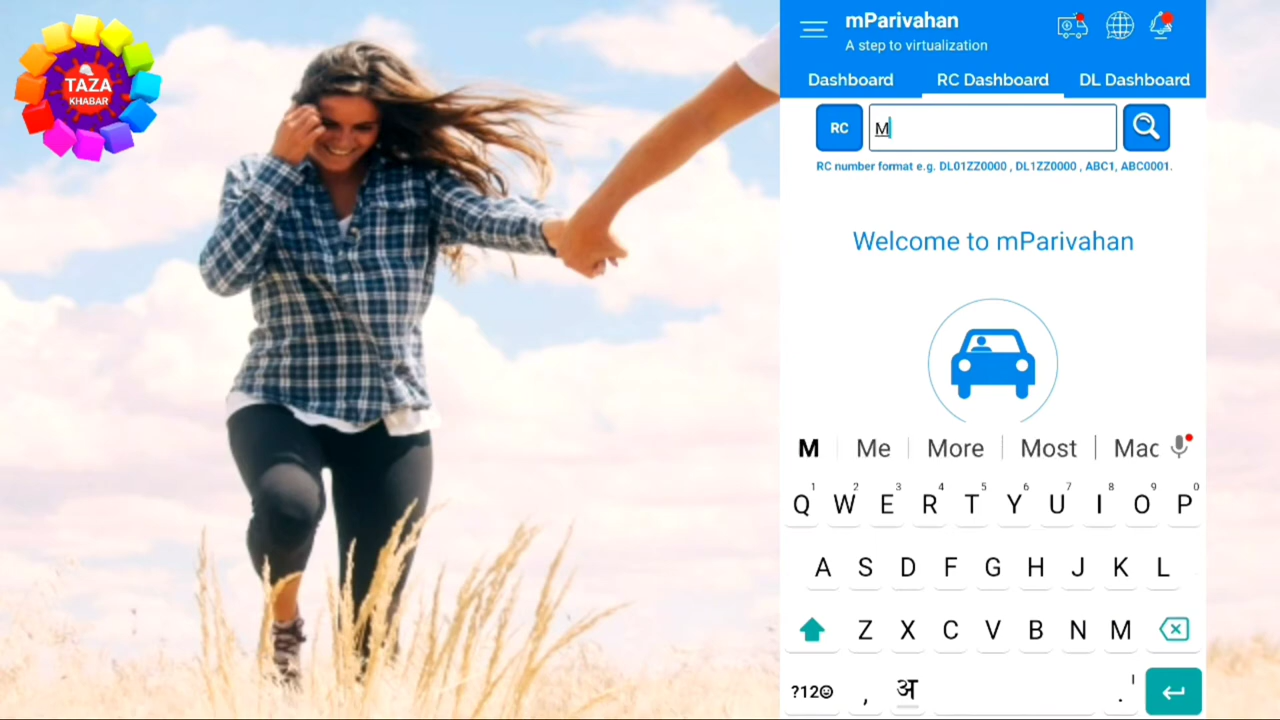 TAZA
KHABAR
mParivahan
A step to virtualization
Dashboard RC Dashboard DL Dashboard
RC M
RC number format e.g. DL01ZZ0000 , DL1ZZ0000 , ABC1, ABC0001.
Welcome to mParivahan
M Me More Most Mac
1 2 3 4 5 6 7 8 9 0
Q W E R T Y U I O P
A S D F G H J K L
Z X C V B N M
?12☺ , अ .